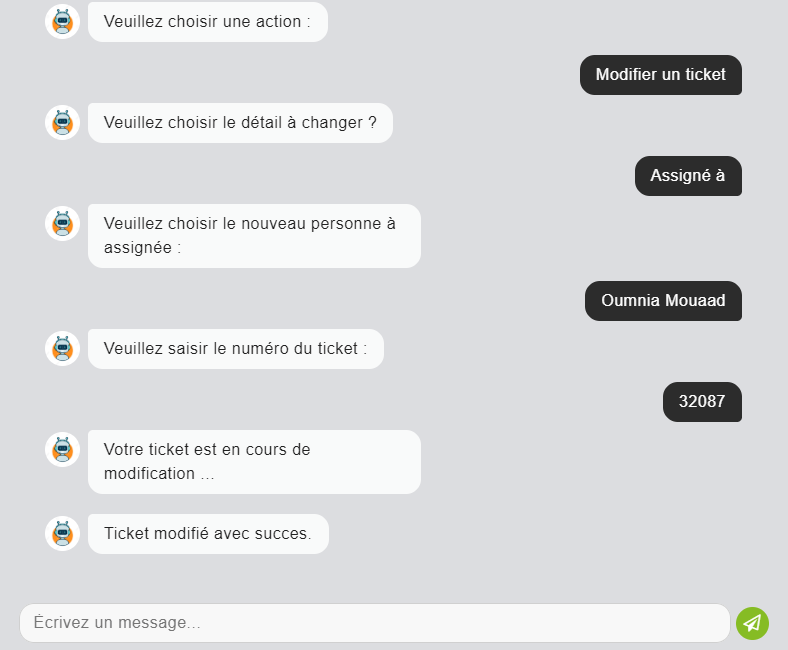 Veuillez choisir une action :
Modifier un ticket
Veuillez choisir le détail à changer ?
Assigné à
Veuillez choisir le nouveau personne à
assignée :
Oumnia Mouaad
Veuillez saisir le numéro du ticket :
32087
Votre ticket est en cours de
modification ...
Ticket modifié avec succes.
Écrivez un message...